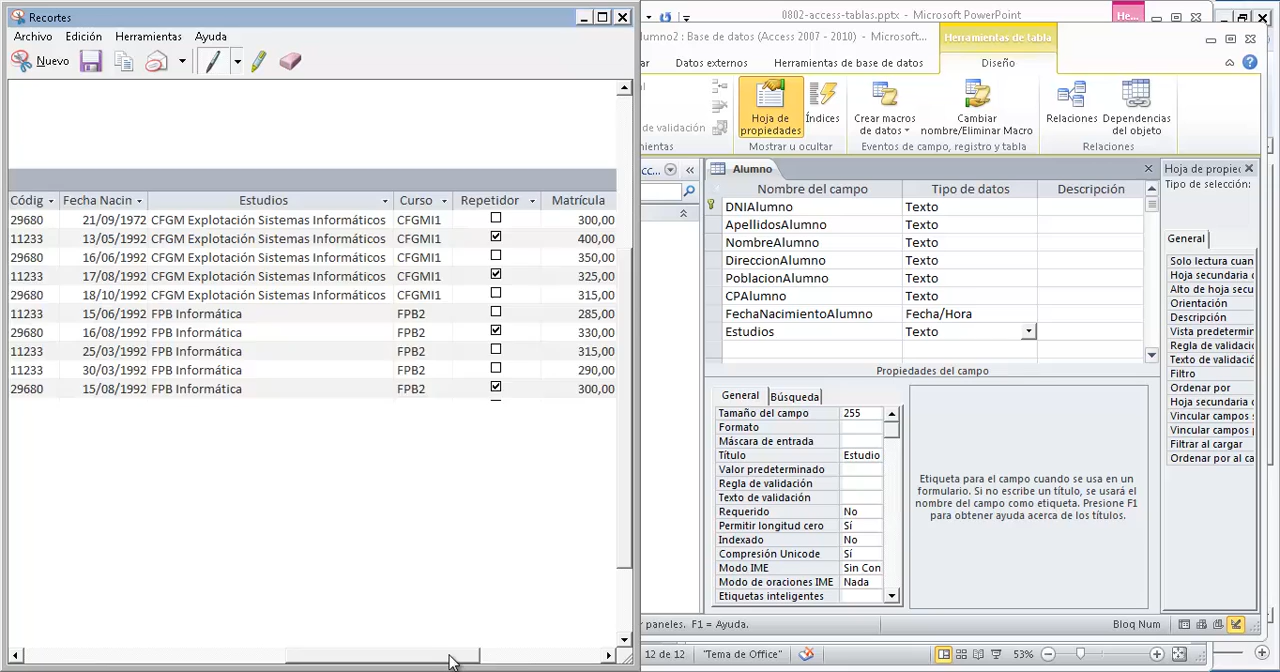 Recortes
Archivo Edición Herramientas Ayuda
Nuevo
Códig Fecha Nacin Estudios Curso Repetidor Matrícula
29680 21/09/1972 CFGM Explotación Sistemas Informáticos CFGMI1 300,00
11233 13/05/1992 CFGM Explotación Sistemas Informáticos CFGMI1 400,00
29680 16/06/1992 CFGM Explotación Sistemas Informáticos CFGMI1 350,00
11233 17/08/1992 CFGM Explotación Sistemas Informáticos CFGMI1 325,00
29680 18/10/1992 CFGM Explotación Sistemas Informáticos CFGMI1 315,00
11233 15/06/1992 FPB Informática FPB2 285,00
29680 16/08/1992 FPB Informática FPB2 330,00
11233 25/03/1992 FPB Informática FPB2 315,00
11233 30/03/1992 FPB Informática FPB2 290,00
29680 15/08/1992 FPB Informática FPB2 300,00
0802-access-tablas.pptx - Microsoft PowerPoint
He...
lumno2 : Base de datos (Access 2007 - 2010) - Microsoft...
Herramientas de tabla
ar Datos externos Herramientas de base de datos Diseño
de validación
Hoja de propiedades
Índices
Crear macros de datos
Cambiar nombre/Eliminar Macro
Relaciones
Dependencias del objeto
mientas Mostrar u ocultar Eventos de campo, registro y tabla Relaciones
cc...
Alumno
Nombre del campo Tipo de datos Descripción
DNIAlumno Texto
ApellidosAlumno Texto
NombreAlumno Texto
DireccionAlumno Texto
PoblacionAlumno Texto
CPAlumno Texto
FechaNacimientoAlumno Fecha/Hora
Estudios Texto
Propiedades del campo
General Búsqueda
Tamaño del campo 255
Formato
Máscara de entrada
Título Estudio
Valor predeterminado
Regla de validación
Texto de validación
Requerido No
Permitir longitud cero Sí
Indexado No
Compresión Unicode Sí
Modo IME Sin Con
Modo de oraciones IME Nada
Etiquetas inteligentes
Etiqueta para el campo cuando se usa en un
formulario. Si no escribe un título, se usará el
nombre del campo como etiqueta. Presione F1
para obtener ayuda acerca de los títulos.
Hoja de propiec
Tipo de selección:
General
Solo lectura cuan
Hoja secundaria c
Alto de hoja secu
Orientación
Descripción
Vista predetermir
Regla de validació
Texto de validació
Filtro
Ordenar por
Hoja secundaria c
Vincular campos s
Vincular campos p
Filtrar al cargar
Ordenar por al ca
r paneles. F1 = Ayuda. Bloq Num
12 de 12 "Tema de Office" 53%